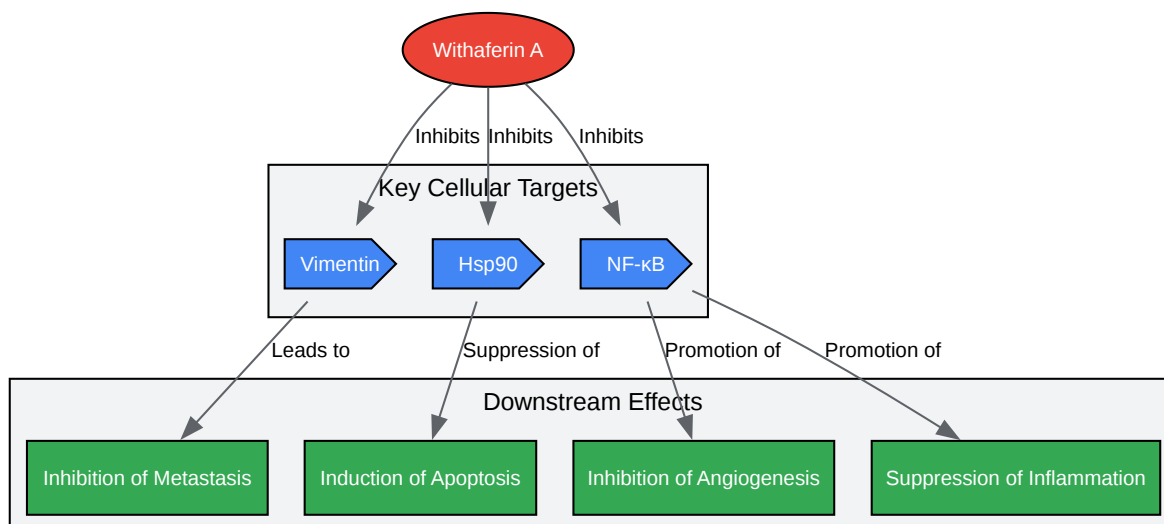 Withaferin A
Inhibits
Inhibits
Inhibits
Key Cellular Targets
Vimentin
Hsp90
NF-κB
Leads to
Suppression of
Promotion of
Promotion of
Downstream Effects
Inhibition of Metastasis
Induction of Apoptosis
Inhibition of Angiogenesis
Suppression of Inflammation